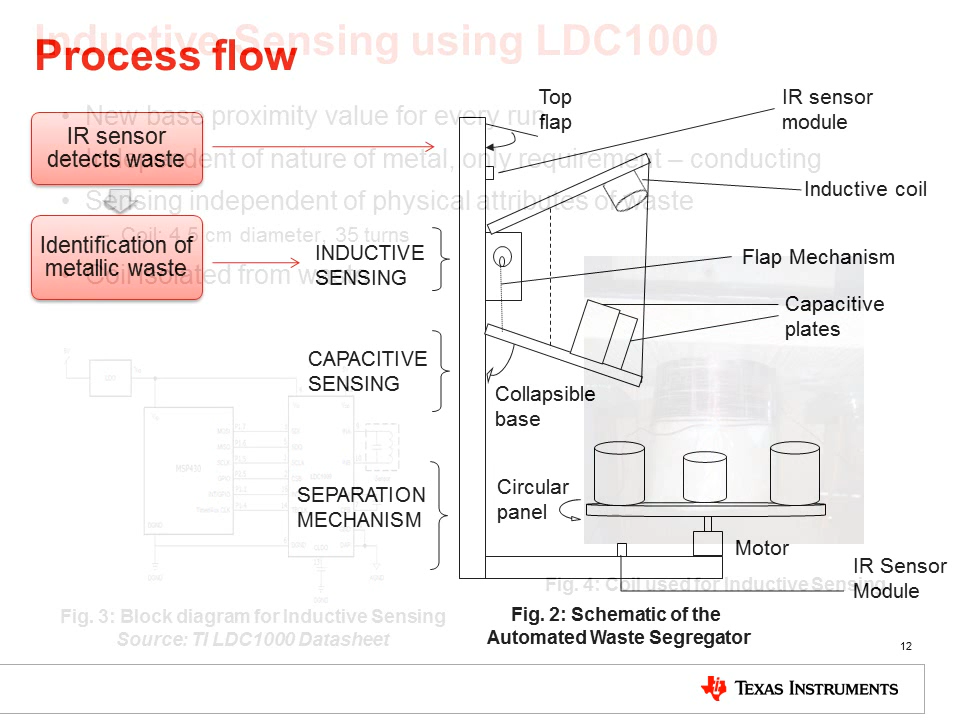 Inductive Sensing using LDC1000
Process flow
• New base proximity value for every run
• Independent of nature of metal, only requirement – conducting
• Sensing independent of physical attributes of waste
– Coil: 4.5 cm diameter, 35 turns
• Coil isolated from waste
IR sensor
detects waste
Identification of
metallic waste
INDUCTIVE
SENSING
CAPACITIVE
SENSING
SEPARATION
MECHANISM
Top
flap
IR sensor
module
Inductive coil
Flap Mechanism
Capacitive
plates
Collapsible
base
Circular
panel
Motor
IR Sensor
Module
MSP430
Fig. 4: Coil used for Inductive Sensing
Fig. 3: Block diagram for Inductive Sensing
Source: TI LDC1000 Datasheet
Fig. 2: Schematic of the
Automated Waste Segregator
12
TEXAS INSTRUMENTS